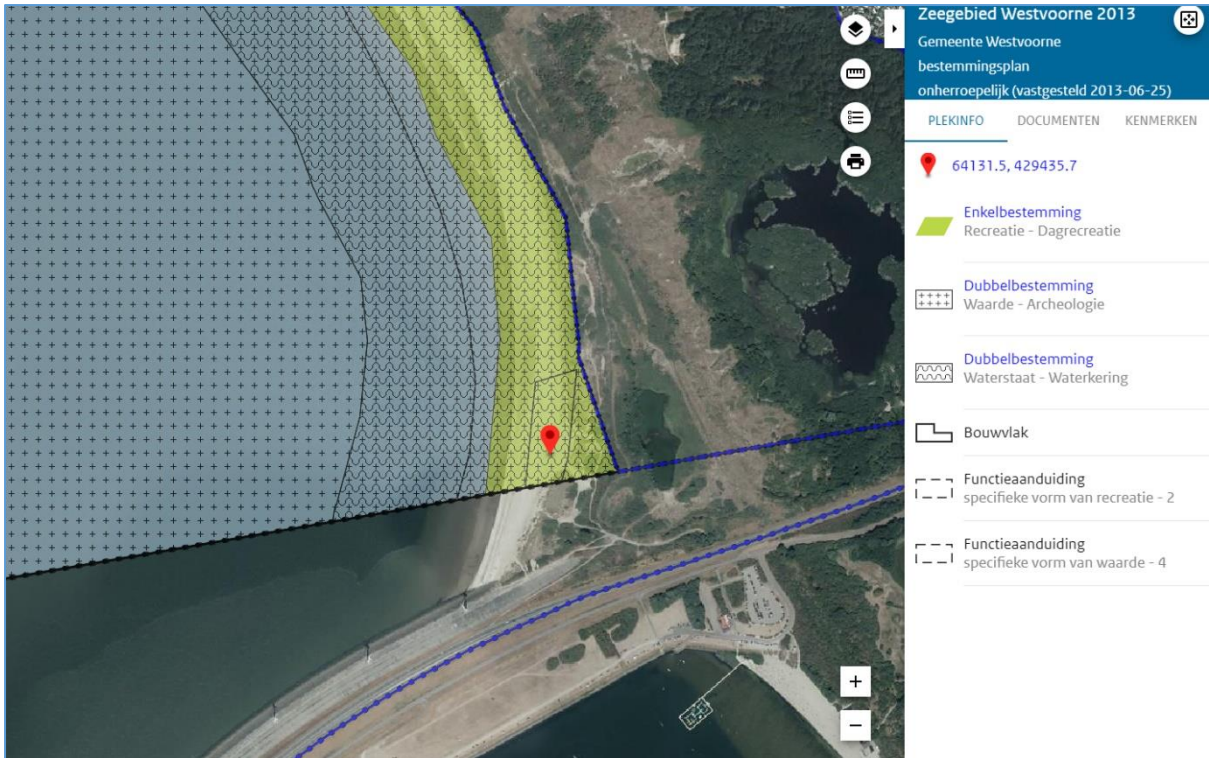 Zeegebied Westvoorne 2013
Gemeente Westvoorne
bestemmingsplan
onherroepelijk (vastgesteld 2013-06-25)
PLEKINFO DOCUMENTEN KENMERKEN
64131.5, 429435.7
Enkelbestemming
Recreatie - Dagrecreatie
Dubbelbestemming
Waarde - Archeologie
Dubbelbestemming
Waterstaat - Waterkering
Bouwvlak
Functieaanduiding
specifieke vorm van recreatie - 2
Functieaanduiding
specifieke vorm van waarde - 4